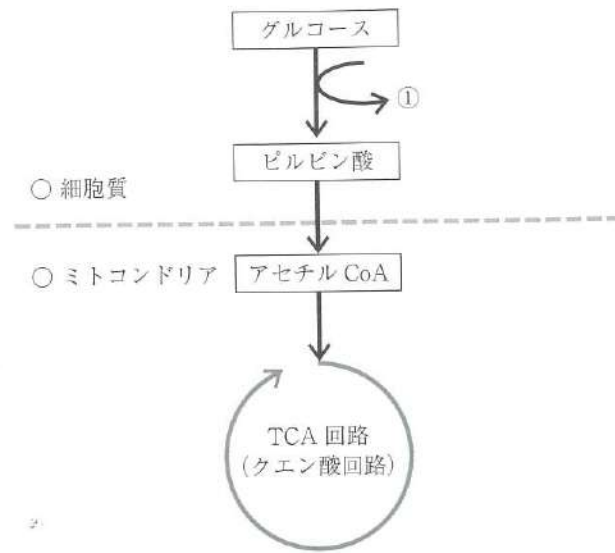 グルコース
①
ピルビン酸
○ 細胞質
○ ミトコンドリア
アセチル CoA
TCA 回路
(クエン酸回路)